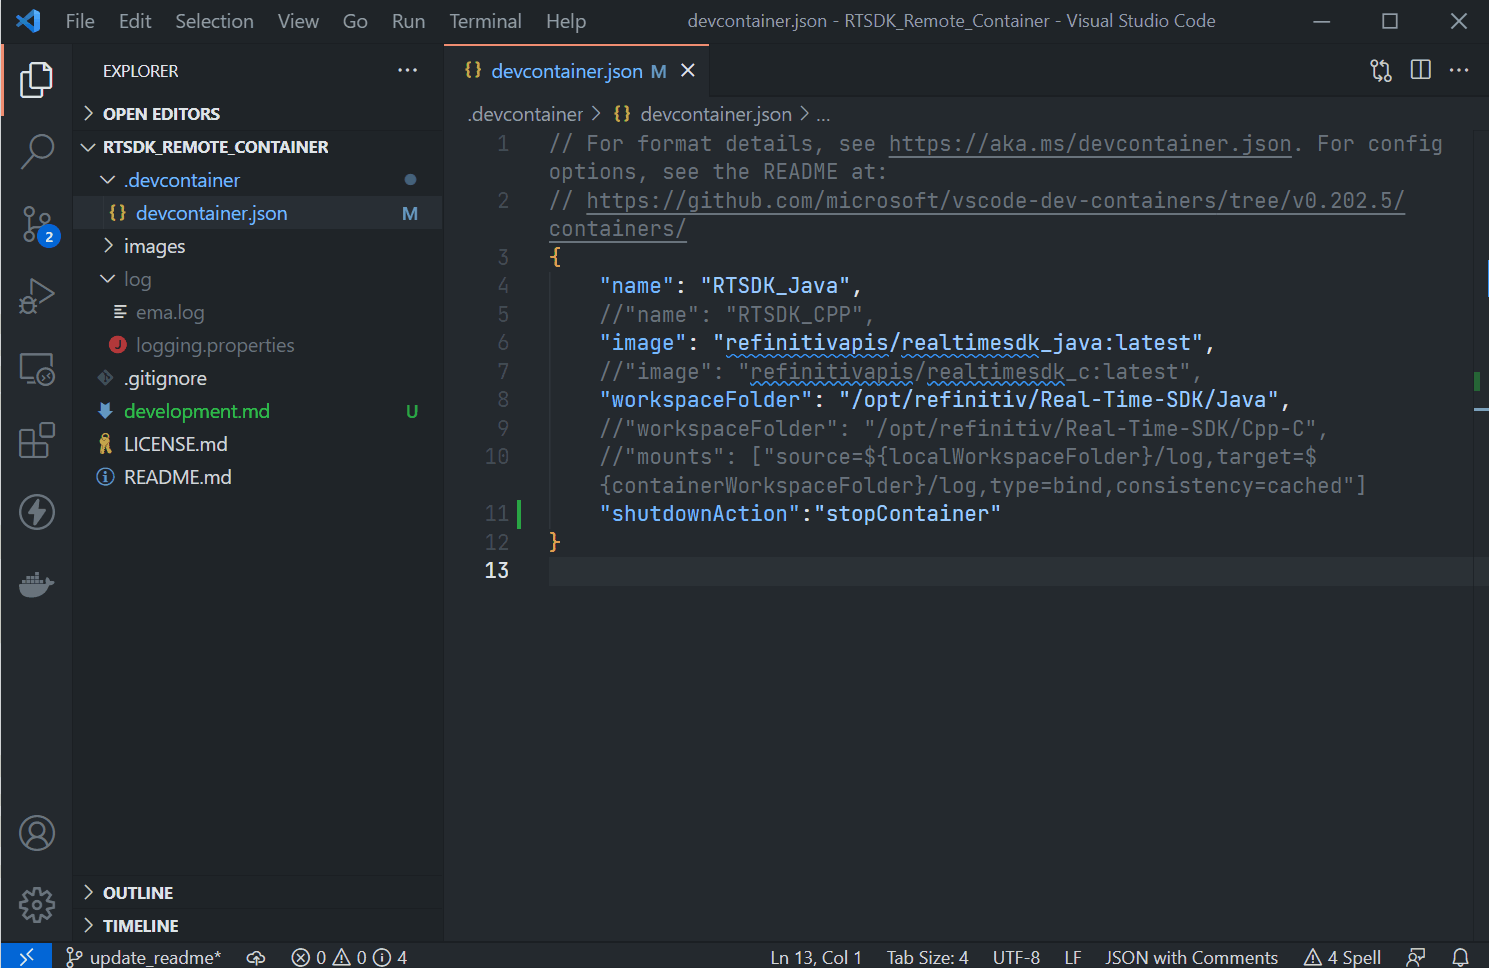 File Edit Selection View Go Run Terminal Help
devcontainer.json - RTSDK_Remote_Container - Visual Studio Code
EXPLORER
OPEN EDITORS
RTSDK_REMOTE_CONTAINER
.devcontainer
devcontainer.json M
images
log
ema.log
J logging.properties
.gitignore
development.md U
LICENSE.md
README.md
OUTLINE
TIMELINE
2
{} devcontainer.json M
.devcontainer > {} devcontainer.json > ...
1 // For format details, see https://aka.ms/devcontainer.json. For config
options, see the README at:
2 // https://github.com/microsoft/vscode-dev-containers/tree/v0.202.5/
containers/
3 {
4 "name": "RTSDK_Java",
5 //"name": "RTSDK_CPP",
6 "image": "refinitivapis/realtimesdk_java:latest",
7 //"image": "refinitivapis/realtimesdk_c:latest",
8 "workspaceFolder": "/opt/refinitiv/Real-Time-SDK/Java",
9 //"workspaceFolder": "/opt/refinitiv/Real-Time-SDK/Cpp-C",
10 //"mounts": ["source=${localWorkspaceFolder}/log,target=$
{containerWorkspaceFolder}/log,type=bind,consistency=cached"]
11 "shutdownAction":"stopContainer"
12 }
13
update_readme* 0 0 4
Ln 13, Col 1 Tab Size: 4 UTF-8 LF JSON with Comments 4 Spell